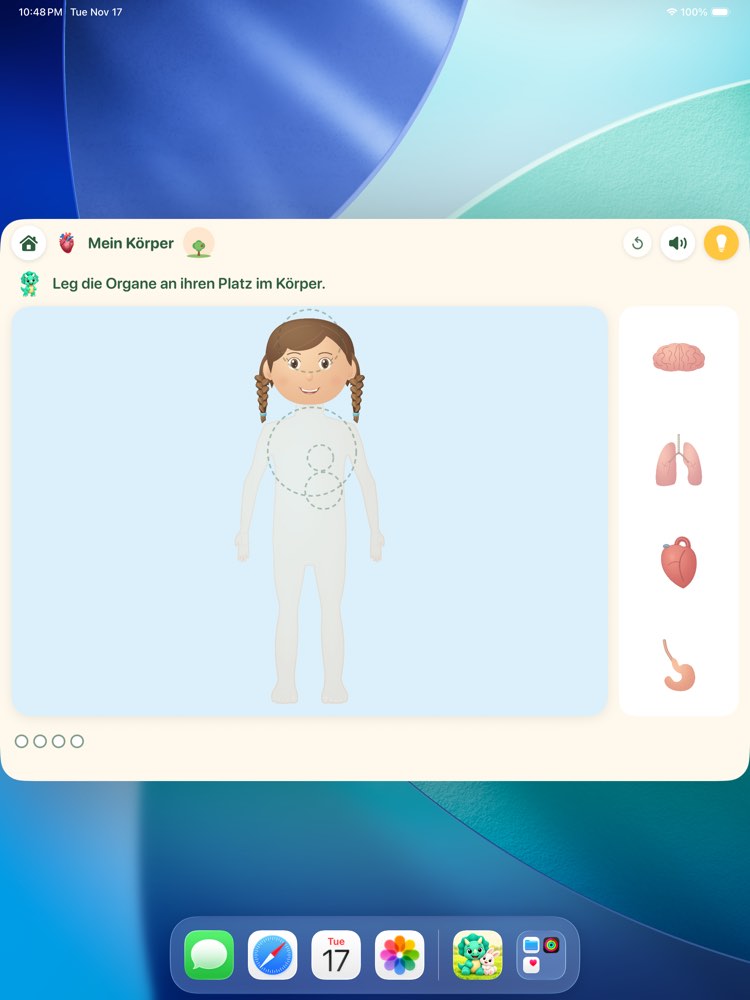 10:48 PM Tue Nov 17
100%
Mein Körper
Leg die Organe an ihren Platz im Körper.
Tue
17